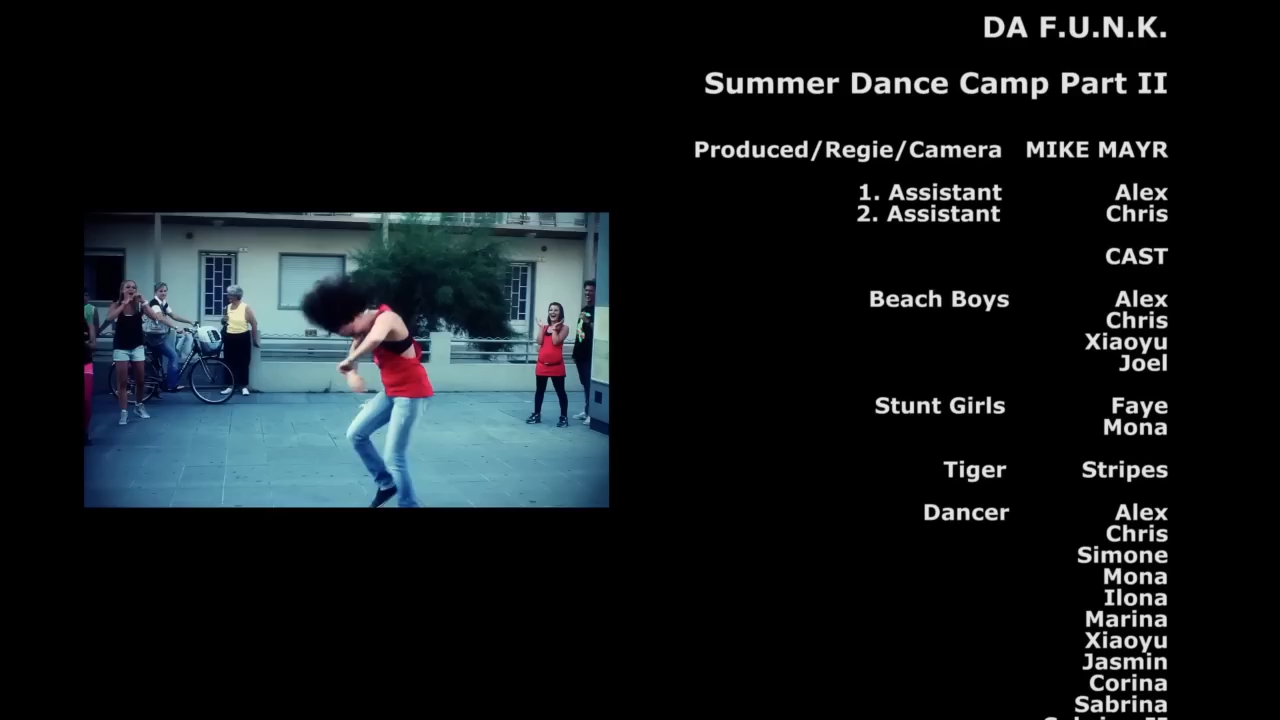 DA F.U.N.K.
Summer Dance Camp Part II
Produced/Regie/Camera MIKE MAYR
1. Assistant Alex
2. Assistant Chris
CAST
Beach Boys Alex
Chris
Xiaoyu
Joel
Stunt Girls Faye
Mona
Tiger Stripes
Dancer Alex
Chris
Simone
Mona
Ilona
Marina
Xiaoyu
Jasmin
Corina
Sabrina